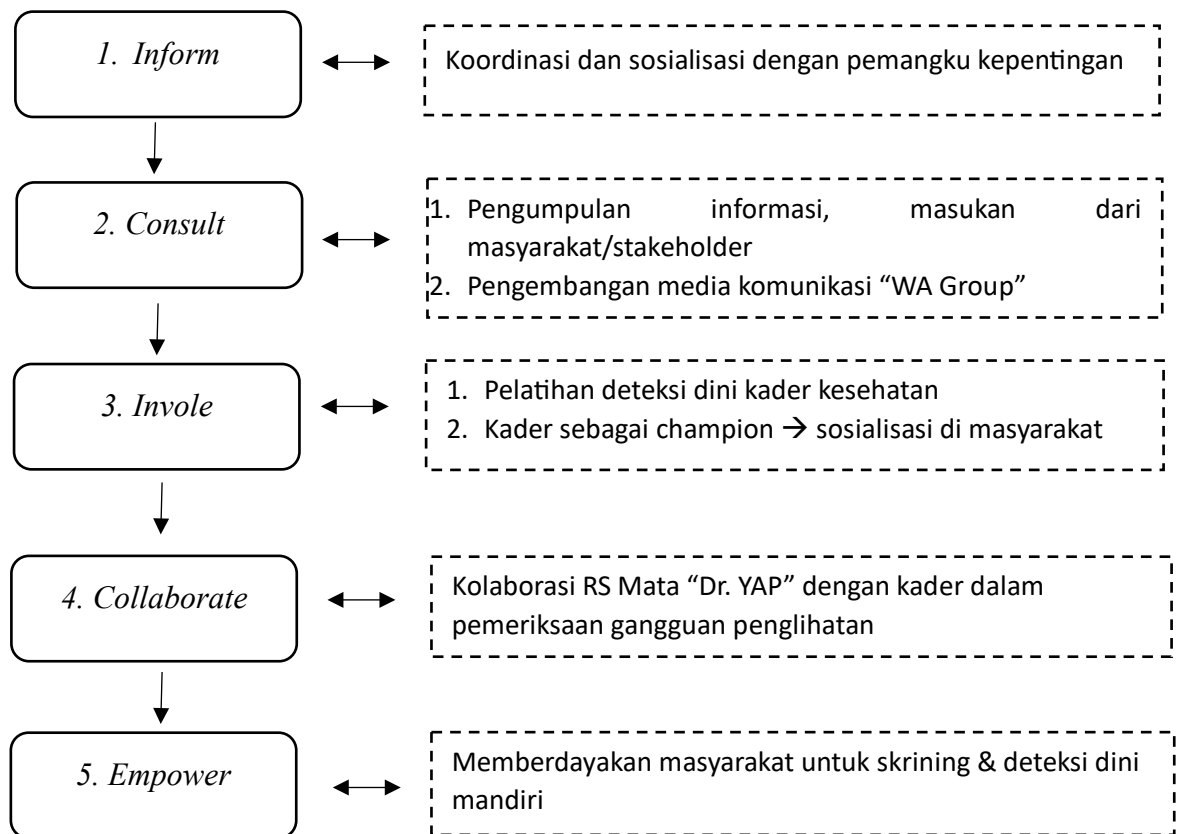 1. Inform
Koordinasi dan sosialisasi dengan pemangku kepentingan
2. Consult
1. Pengumpulan informasi, masukan dari
masyarakat/stakeholder
2. Pengembangan media komunikasi “WA Group”
3. Invole
1. Pelatihan deteksi dini kader kesehatan
2. Kader sebagai champion → sosialisasi di masyarakat
4. Collaborate
Kolaborasi RS Mata “Dr. YAP” dengan kader dalam
pemeriksaan gangguan penglihatan
5. Empower
Memberdayakan masyarakat untuk skrining & deteksi dini
mandiri